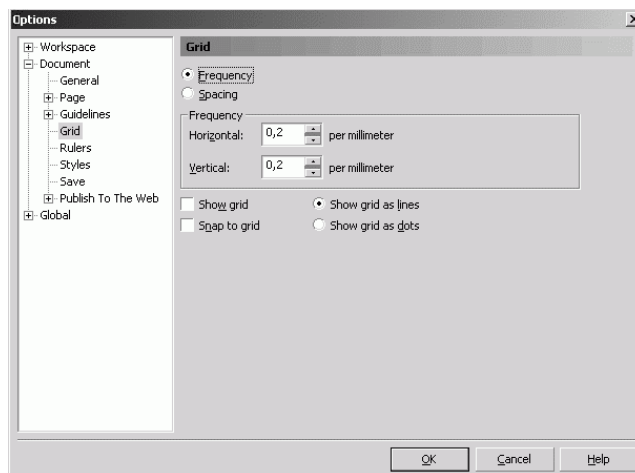 Options
Workspace
Document
General
Page
Guidelines
Grid
Rulers
Styles
Save
Publish To The Web
Global
Grid
Frequency
Spacing
Frequency
Horizontal: 0,2 per millimeter
Vertical: 0,2 per millimeter
Show grid Show grid as lines
Snap to grid Show grid as dots
OK Cancel Help